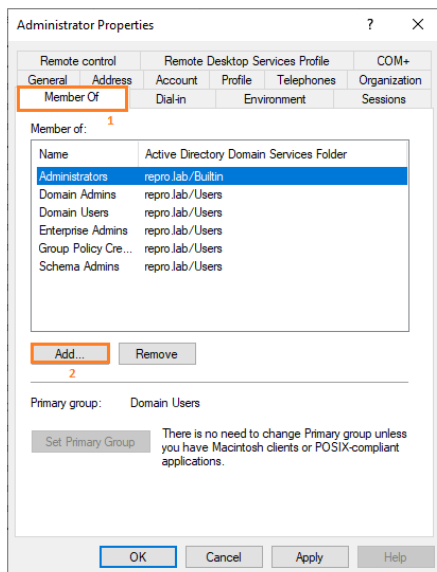 Administrator Properties ? ×
Remote control Remote Desktop Services Profile COM+
General Address Account Profile Telephones Organization
Member Of Dial-in Environment Sessions
1
Member of:
Name Active Directory Domain Services Folder
Administrators repro.lab/Builtin
Domain Admins repro.lab/Users
Domain Users repro.lab/Users
Enterprise Admins repro.lab/Users
Group Policy Cre... repro.lab/Users
Schema Admins repro.lab/Users
Add... Remove
2
Primary group: Domain Users
Set Primary Group
There is no need to change Primary group unless
you have Macintosh clients or POSIX-compliant
applications.
OK Cancel Apply Help